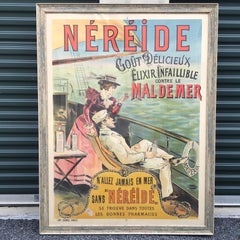 NÉRÉIDE
GOÛT DÉLICIEUX
ELIXIR INFAILLIBLE
CONTRE LE
MAL DE MER
N'ALLEZ JAMAIS EN MER
SANS "NÉRÉIDE"
SE TROUVE DANS TOUTES
LES BONNES PHARMACIES